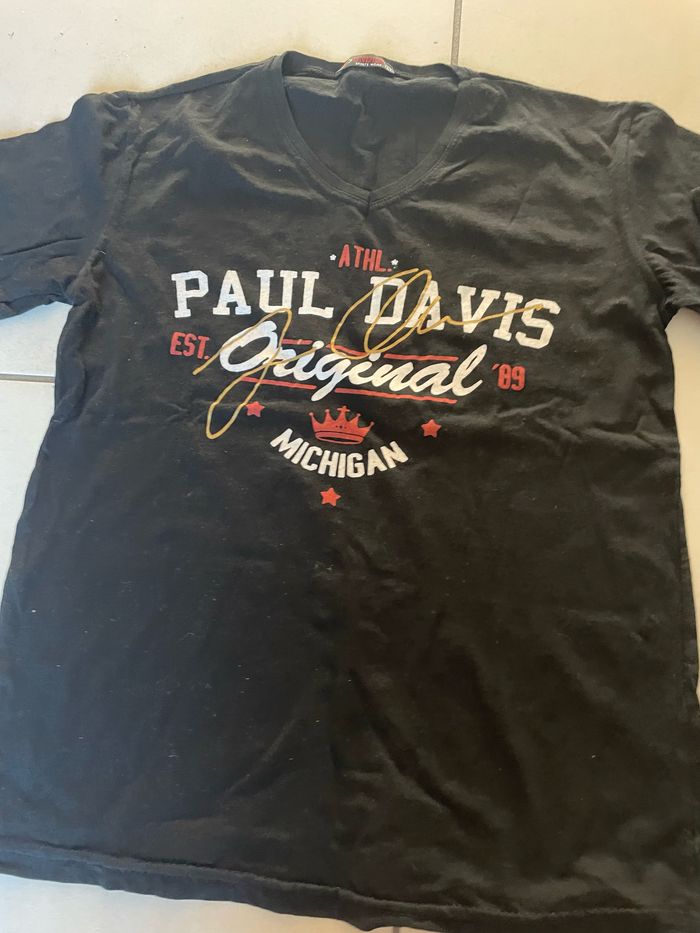 ATHL.
PAUL DAVIS
EST. Original '89
MICHIGAN